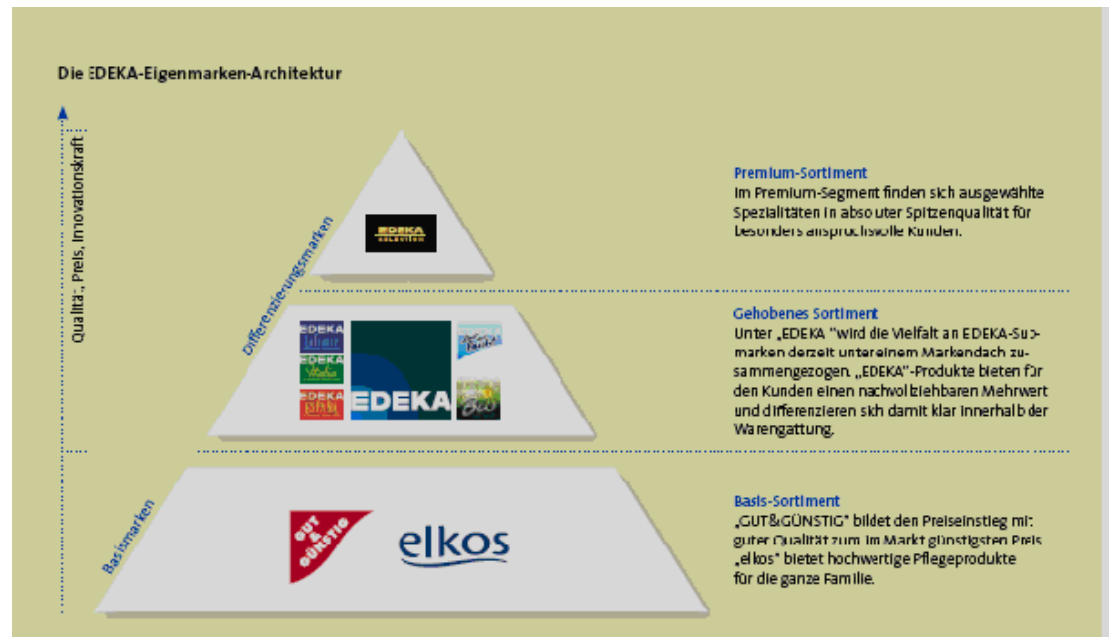 Die EDEKA-Eigenmarken-Architektur
Qualität, Preis, Innovationskraft
Differenzierungsmarken
Basismarken
EDEKA
selection
EDEKA
EDEKA
Italia
EDEKA
ESPAÑA
EDEKA
Bio
GUT
&
GÜNSTIG
elkos
Premium-Sortiment
Im Premium-Segment finden sich ausgewählte
Spezialitäten in absoluter Spitzenqualität für
besonders anspruchsvolle Kunden.
Gehobenes Sortiment
Unter „EDEKA“ wird die Vielfalt an EDEKA-Sub-
marken derzeit unter einem Markendach zu-
sammengezogen. „EDEKA“-Produkte bieten für
den Kunden einen nachvollziehbaren Mehrwert
und differenzieren sich damit klar innerhalb der
Warengattung.
Basis-Sortiment
„GUT&GÜNSTIG“ bildet den Preiseinstieg mit
guter Qualität zum im Markt günstigsten Preis
„elkos“ bietet hochwertige Pflegeprodukte
für die ganze Familie.